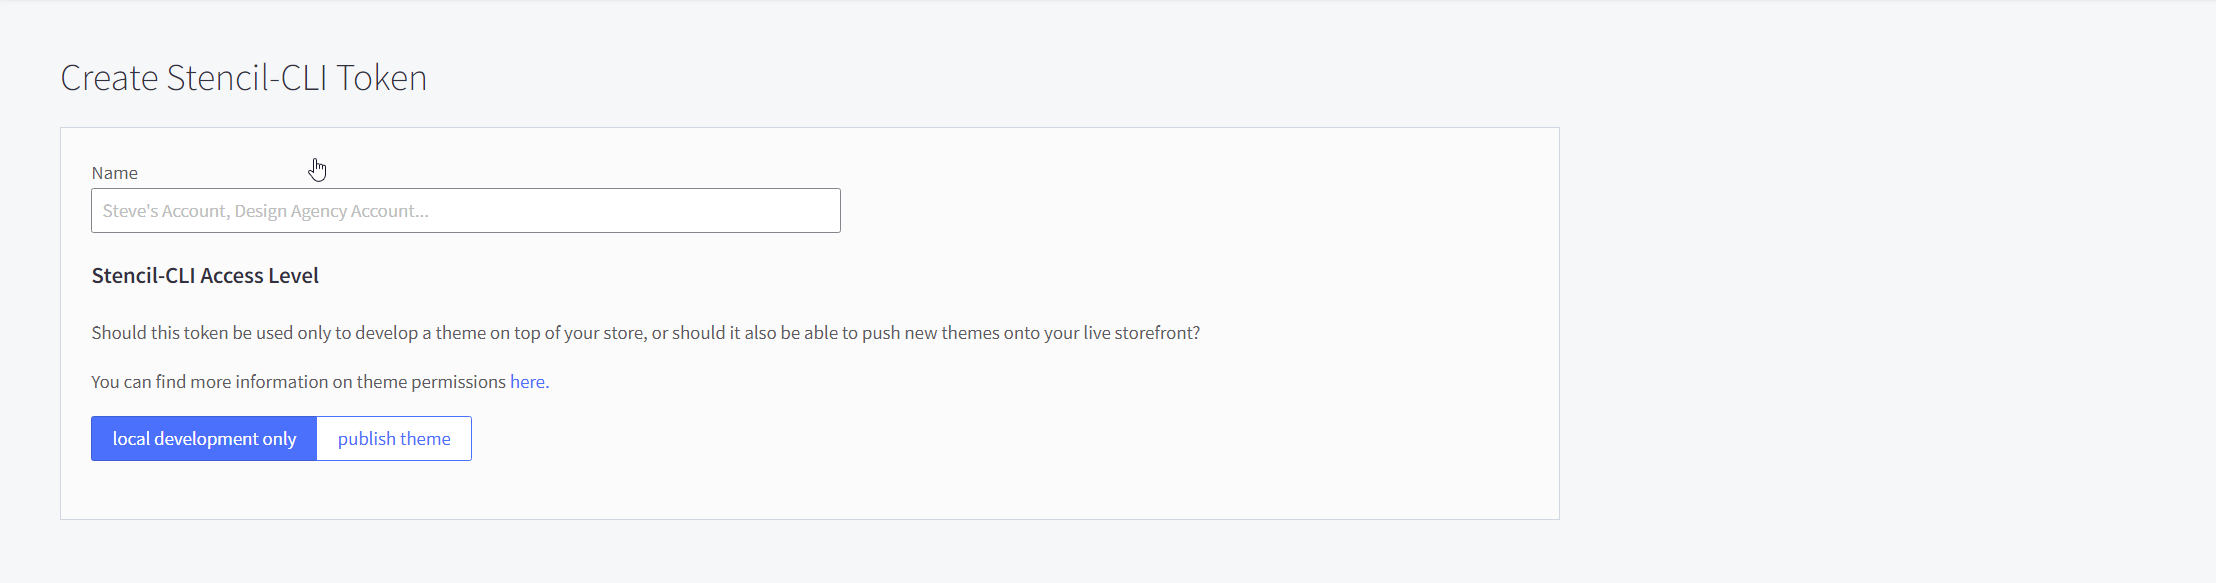 Create Stencil-CLI Token
Name
Steve's Account, Design Agency Account...
Stencil-CLI Access Level
Should this token be used only to develop a theme on top of your store, or should it also be able to push new themes onto your live storefront?
You can find more information on theme permissions here.
local development only
publish theme